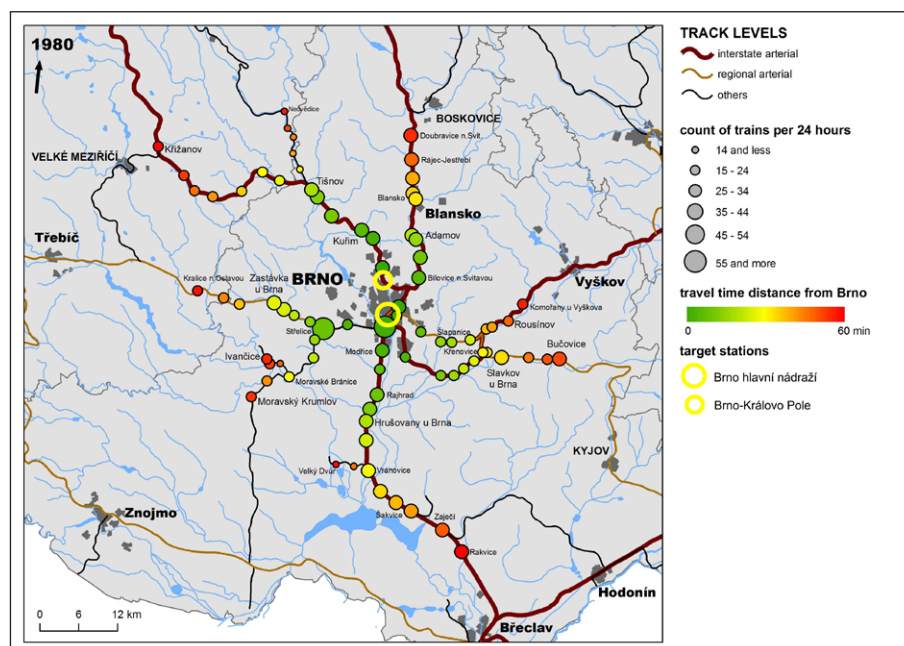 1980
TRACK LEVELS
interstate arterial
regional arterial
others
count of trains per 24 hours
14 and less
15 - 24
25 - 34
35 - 44
45 - 54
55 and more
travel time distance from Brno
0
60 min
target stations
Brno hlavní nádraží
Brno-Královo Pole
Nedvědice
BOSKOVICE
Doubravice n.Svit
Křižanov
VELKÉ MEZIŘÍČÍ
Rájec-Jestřebí
Tišnov
Blansko
Blansko
Kuřim
Adamov
Třebíč
BRNO
Bílovice n.Svitavou
Vyškov
Kralice n.Oslavou
Zastávka
u Brna
Komořany u Vyškova
Rousínov
Střelice
Šlapanice
Křenovice
Bučovice
Ivančice
Modřice
Slavkov
u Brna
Moravské Bránice
Moravský Krumlov
Rajhrad
Hrušovany u Brna
KYJOV
Velký Dvůr
Vranovice
Znojmo
Šakvice
Zaječí
Rakvice
Hodonín
Břeclav
0 6 12 km